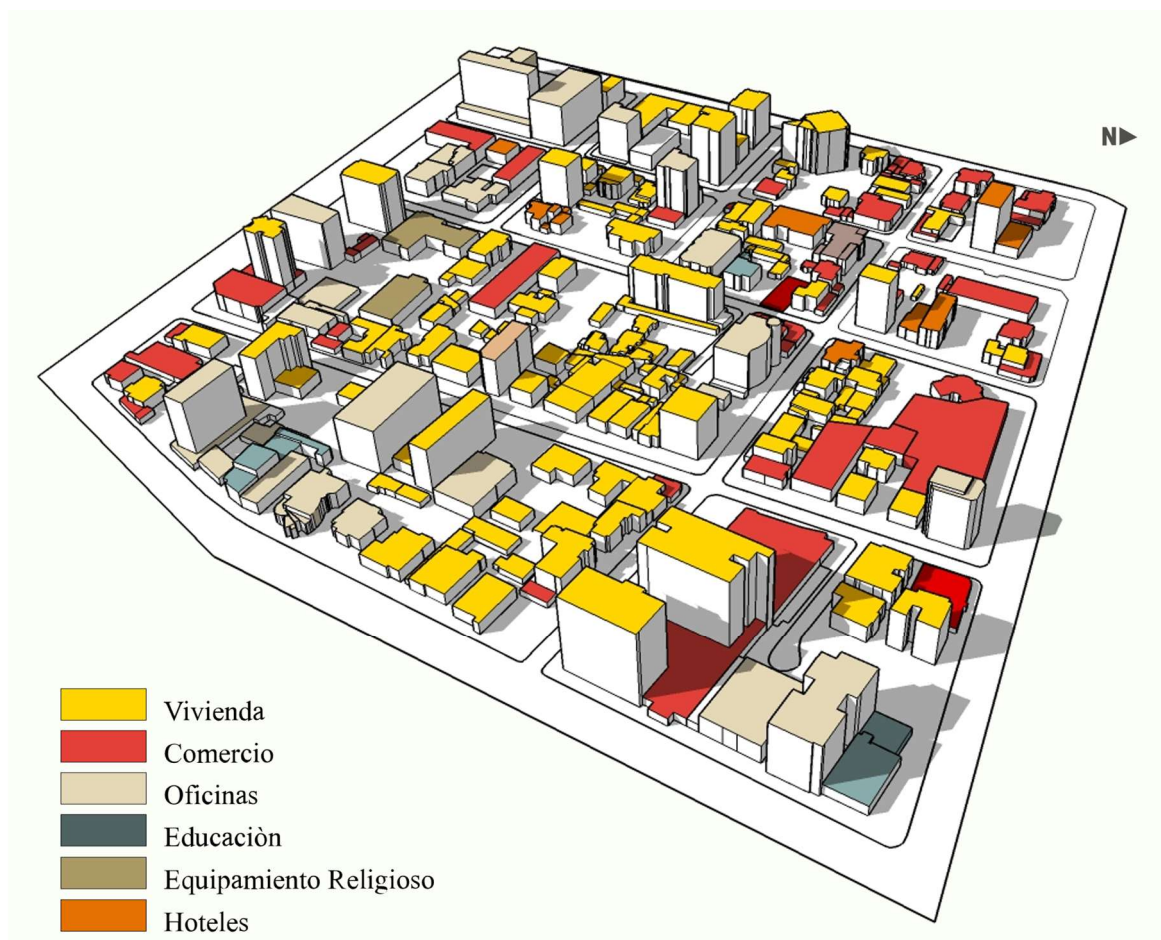 N
Vivienda
Comercio
Oficinas
Educaciòn
Equipamiento Religioso
Hoteles